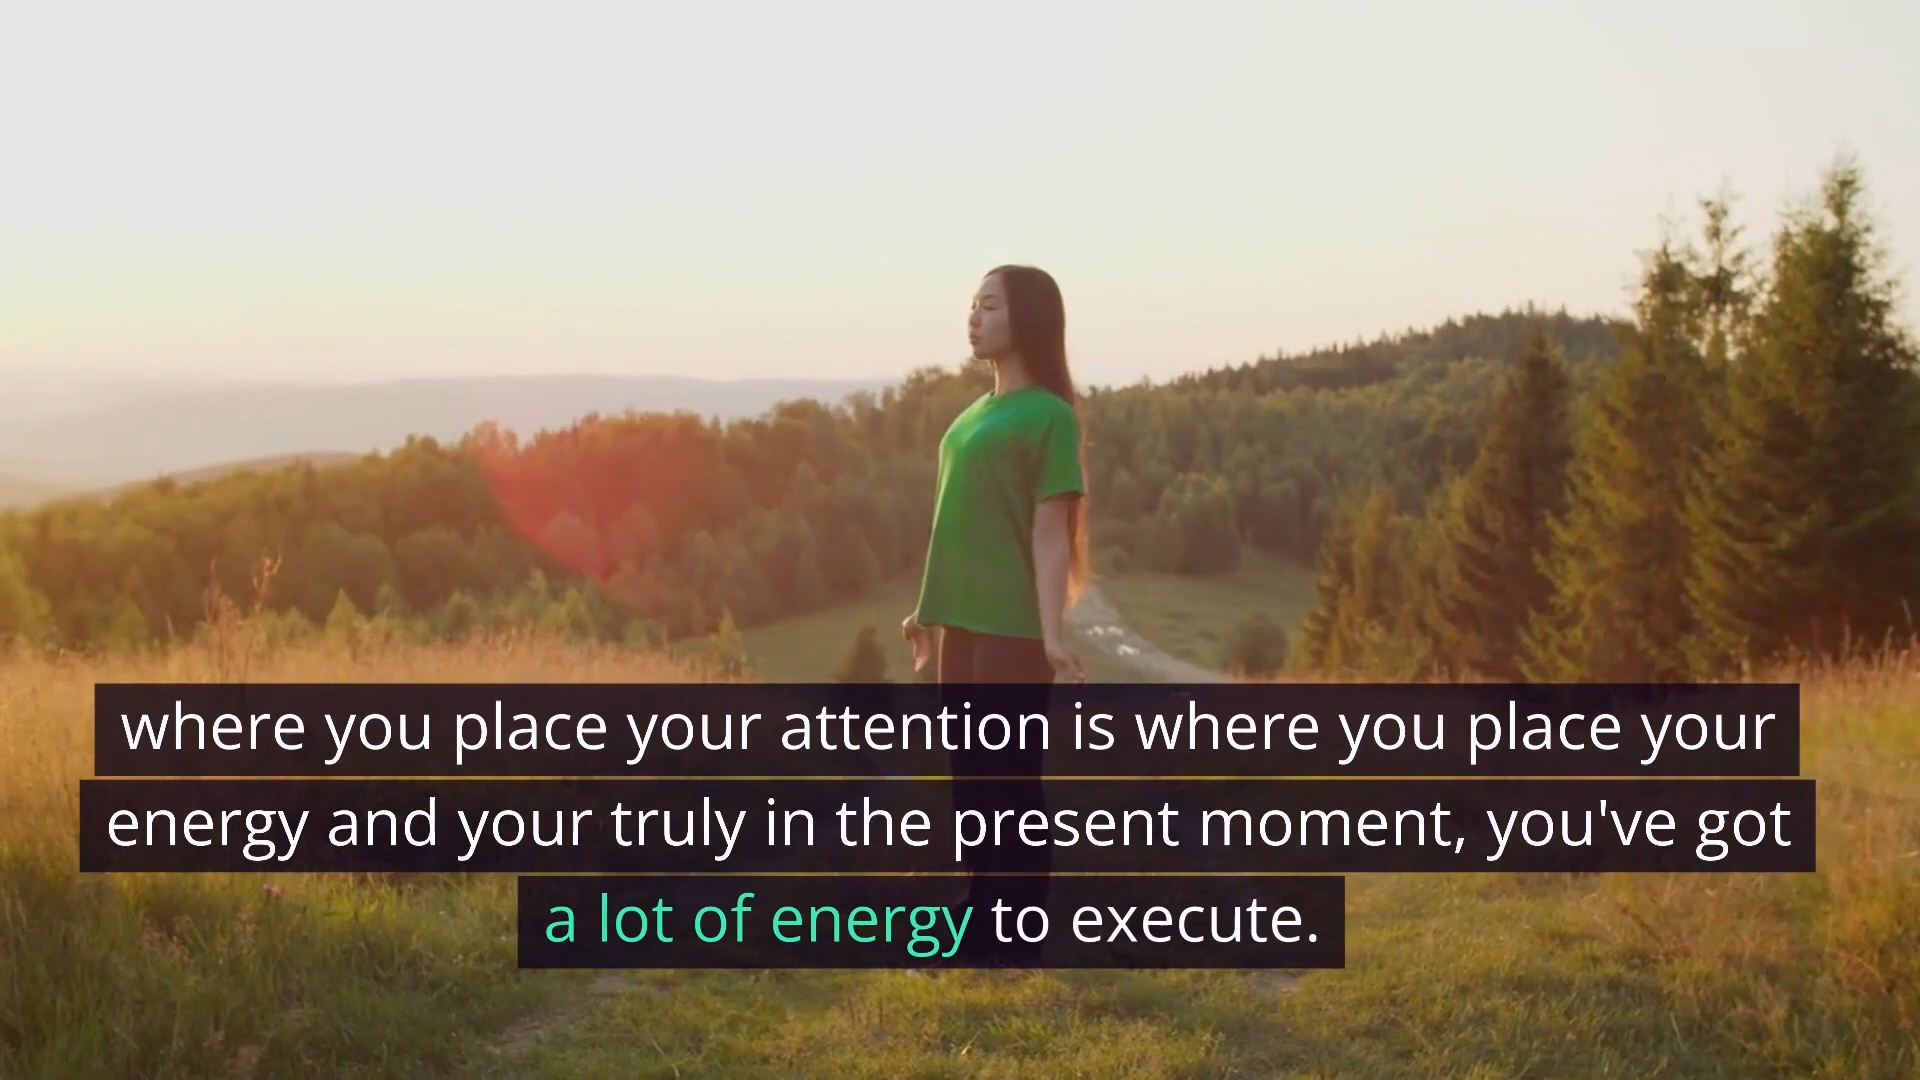 where you place your attention is where you place your
energy and your truly in the present moment, you've got
a lot of energy to execute.